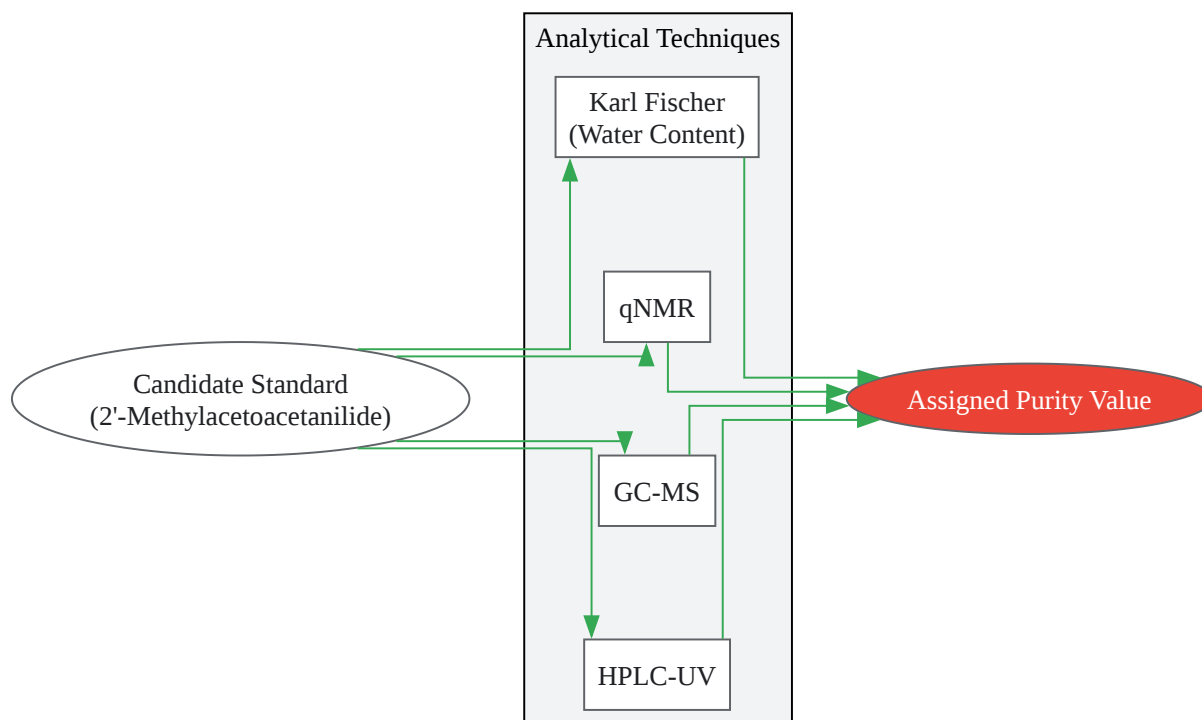 Analytical Techniques
Karl Fischer
(Water Content)
qNMR
Candidate Standard
(2'-Methylacetoacetanilide)
Assigned Purity Value
GC-MS
HPLC-UV